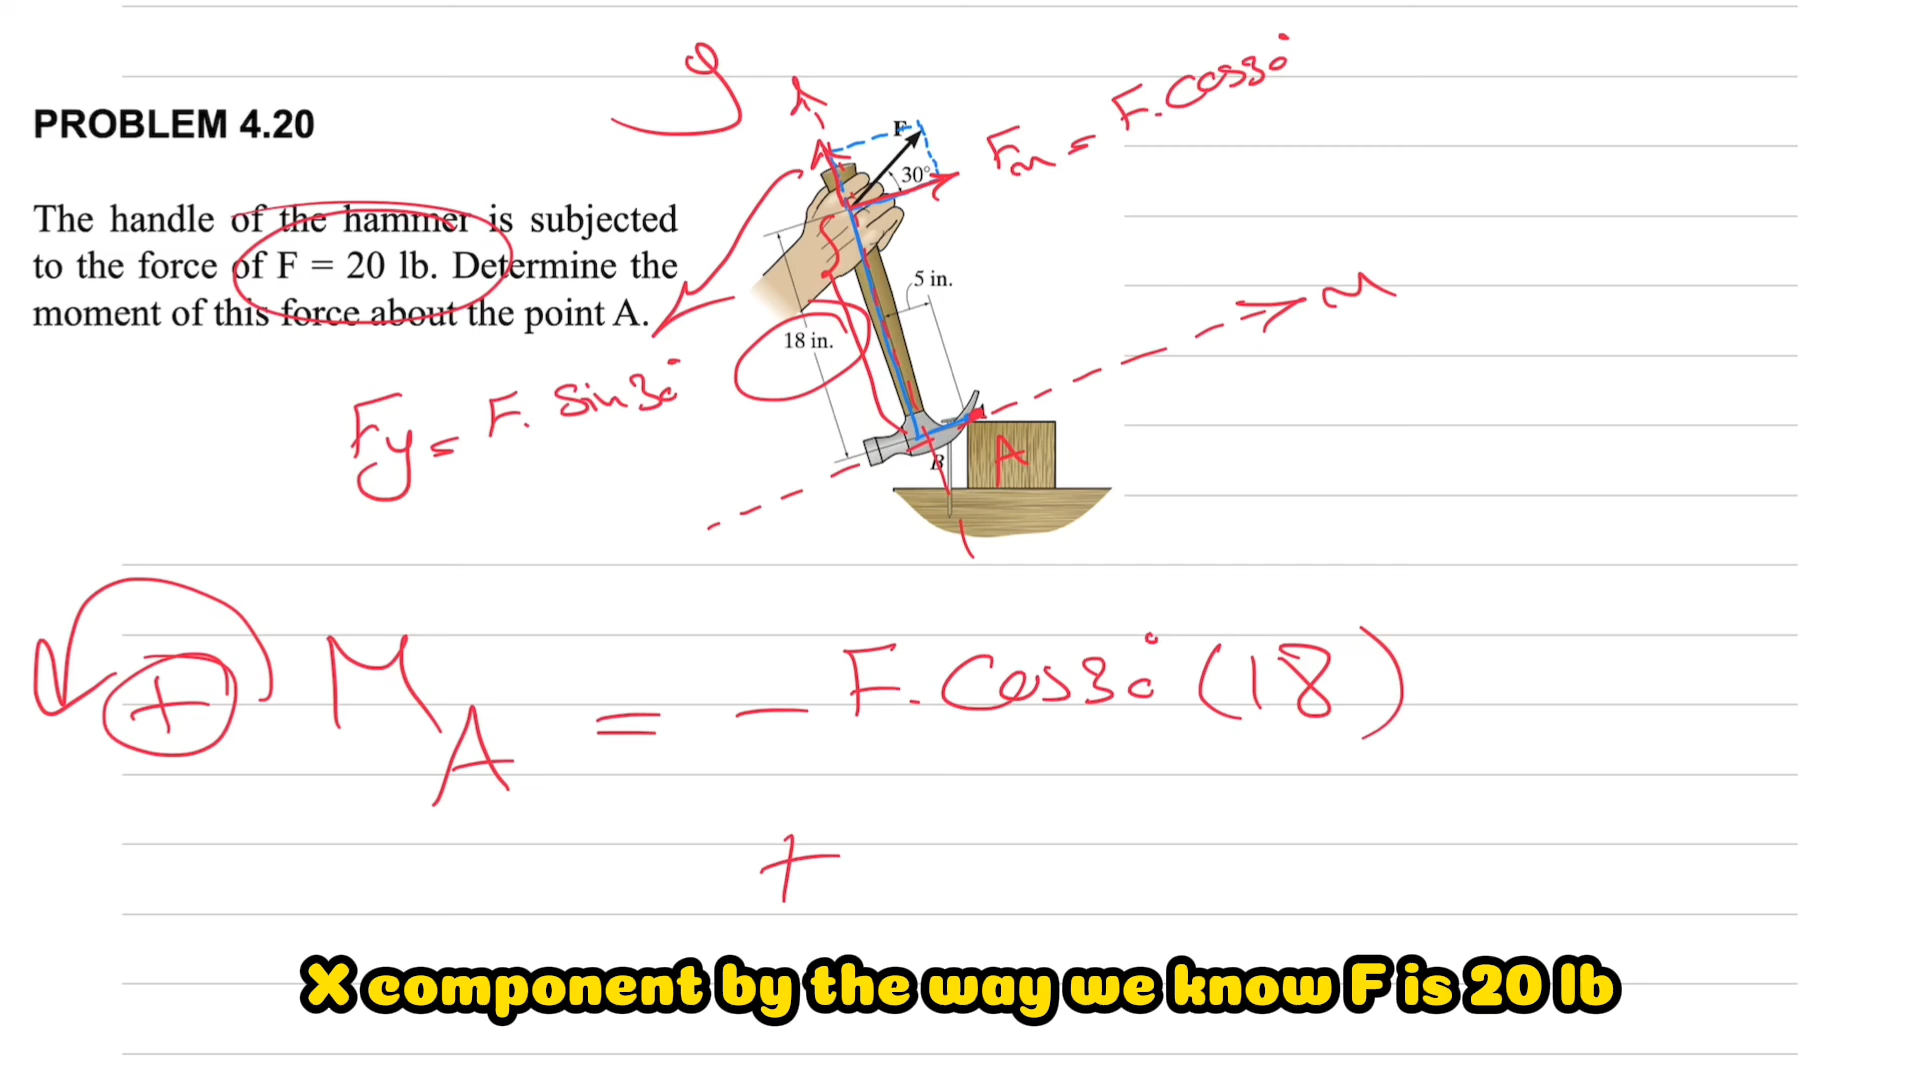 PROBLEM 4.20
The handle of the hammer is subjected
to the force of F = 20 lb. Determine the
moment of this force about the point A.
y
F
30°
Fx = F. Cos30°
5 in.
18 in.
x
Fy = F. Sin30°
A
B
A
+ M_A = - F. Cos30° (18)
+
X component by the way we know F is 20 lb